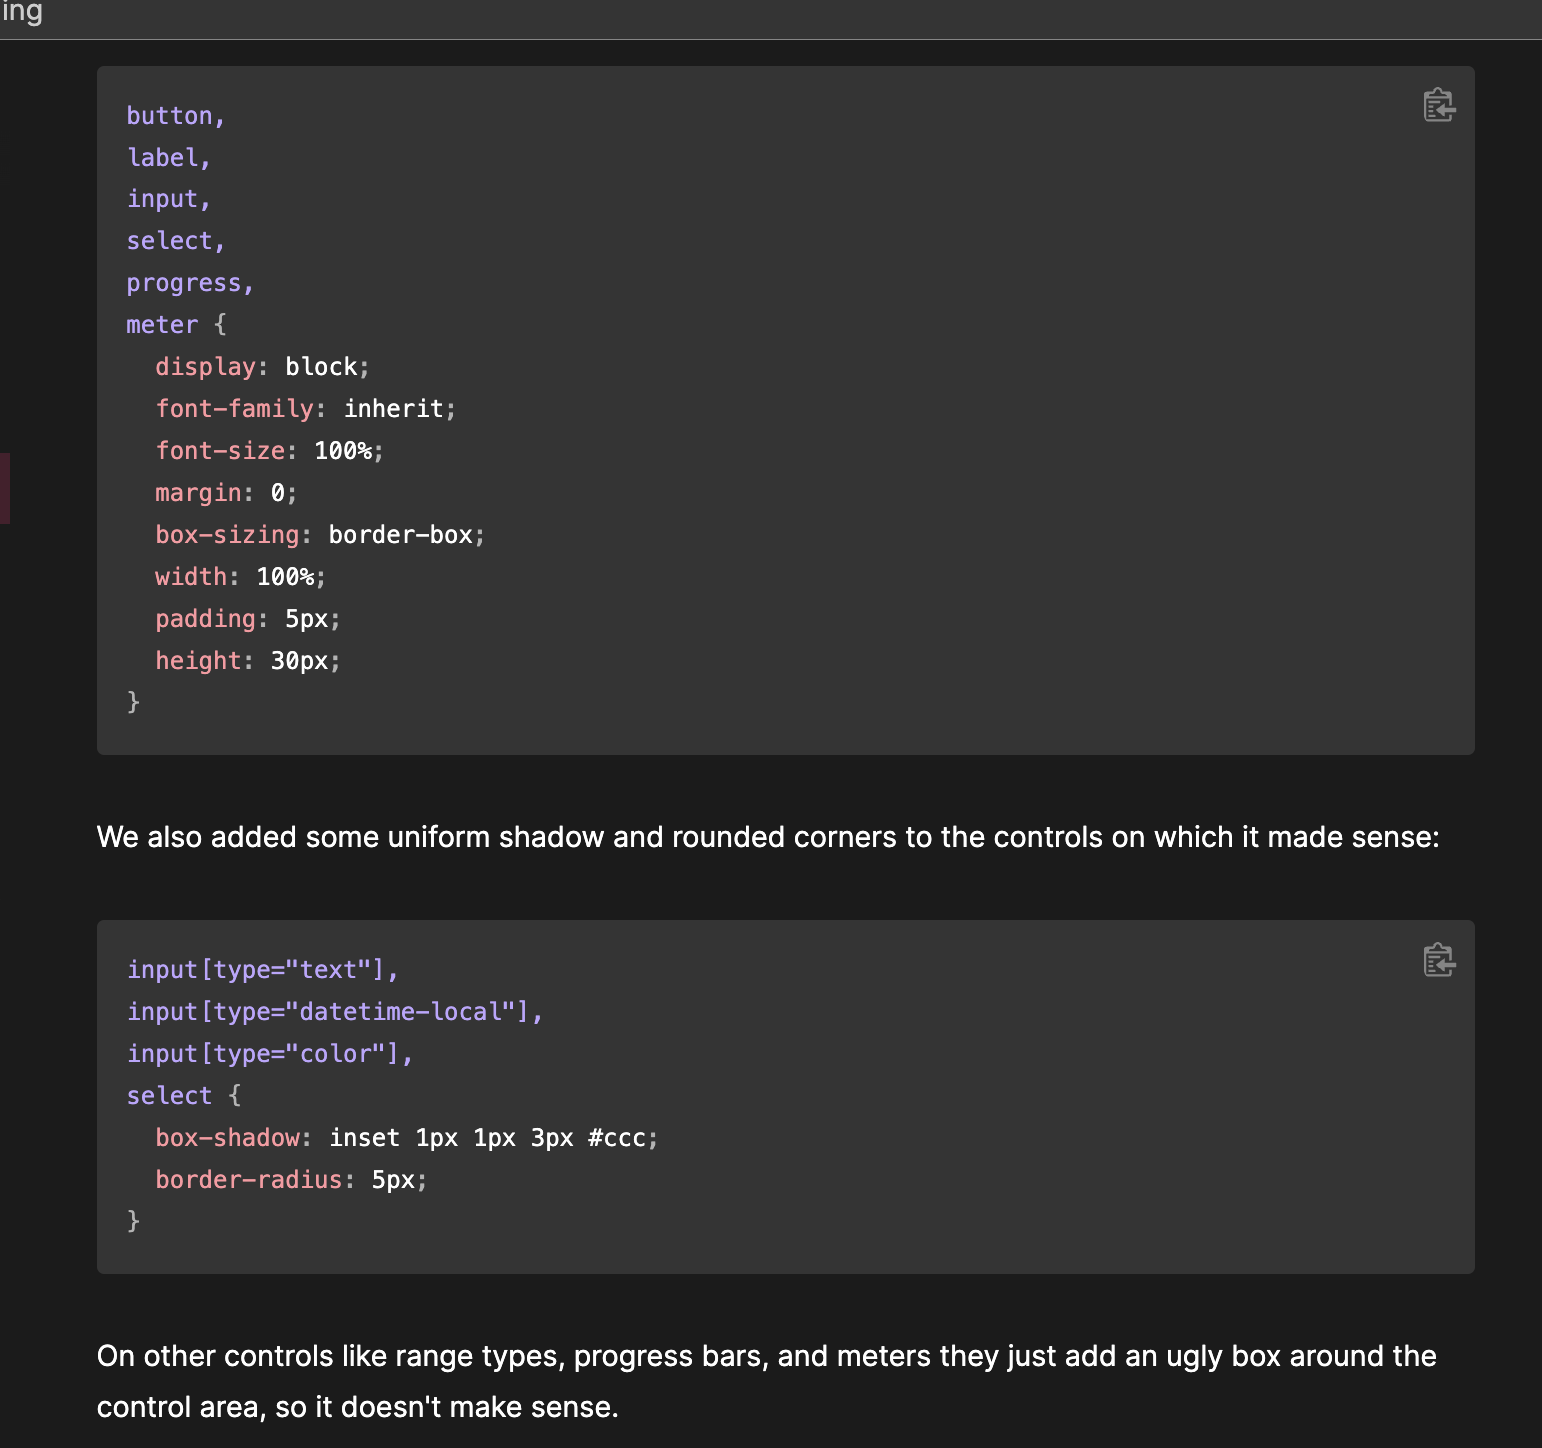 ing
button,
label,
input,
select,
progress,
meter {
  display: block;
  font-family: inherit;
  font-size: 100%;
  margin: 0;
  box-sizing: border-box;
  width: 100%;
  padding: 5px;
  height: 30px;
}
We also added some uniform shadow and rounded corners to the controls on which it made sense:
input[type="text"],
input[type="datetime-local"],
input[type="color"],
select {
  box-shadow: inset 1px 1px 3px #ccc;
  border-radius: 5px;
}
On other controls like range types, progress bars, and meters they just add an ugly box around the
control area, so it doesn't make sense.